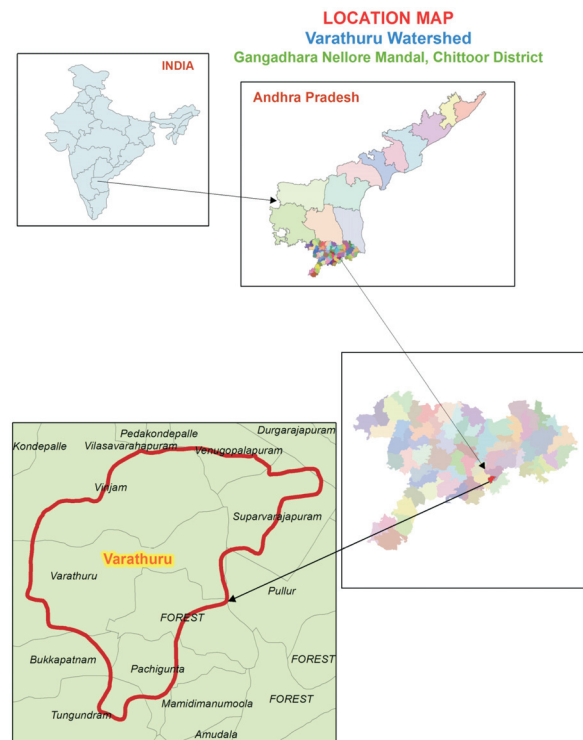 LOCATION MAP
Varathuru Watershed
Gangadhara Nellore Mandal, Chittoor District
INDIA
Andhra Pradesh
Durgarajapuram
Pedakondepalle
Kondepalle
Vilasavarahapuram
Venugopalapuram
Virijam
Suparvarajapuram
Varathuru
Varathuru
Pullur
FOREST
Bukkapatnam
Pachigunta
FOREST
FOREST
Mamidimanumoola
Tungundram
Amudala